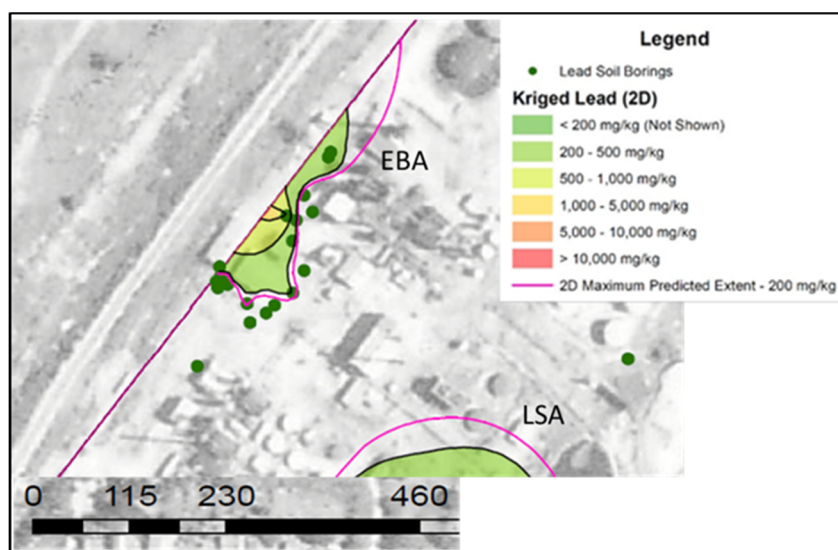 Legend
Lead Soil Borings
Kriged Lead (2D)
< 200 mg/kg (Not Shown)
200 - 500 mg/kg
500 - 1,000 mg/kg
1,000 - 5,000 mg/kg
5,000 - 10,000 mg/kg
> 10,000 mg/kg
2D Maximum Predicted Extent - 200 mg/kg
EBA
LSA
0 115 230 460